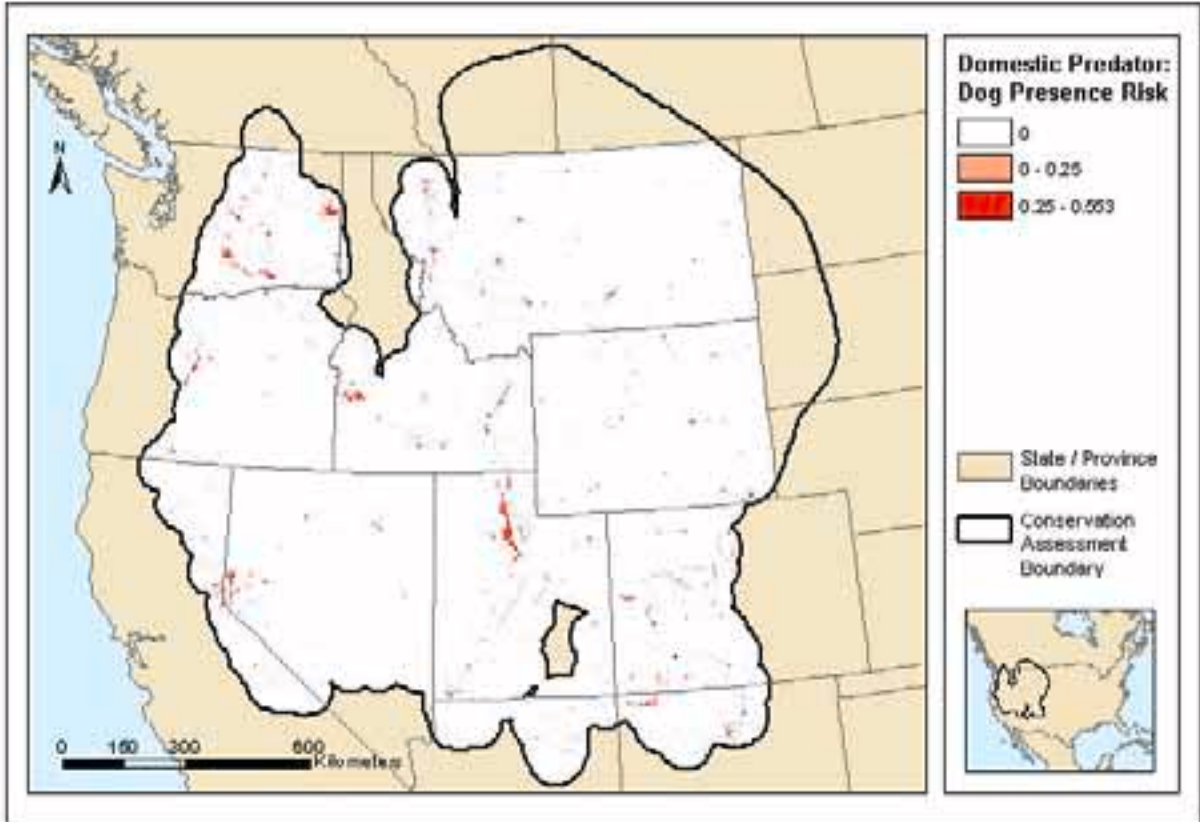 Domestic Predator:
Dog Presence Risk
0
0 - 0.25
0.25 - 0.553
State / Province
Boundaries
Conservation
Assessment
Boundary
N
0 150 300 600
Kilometers